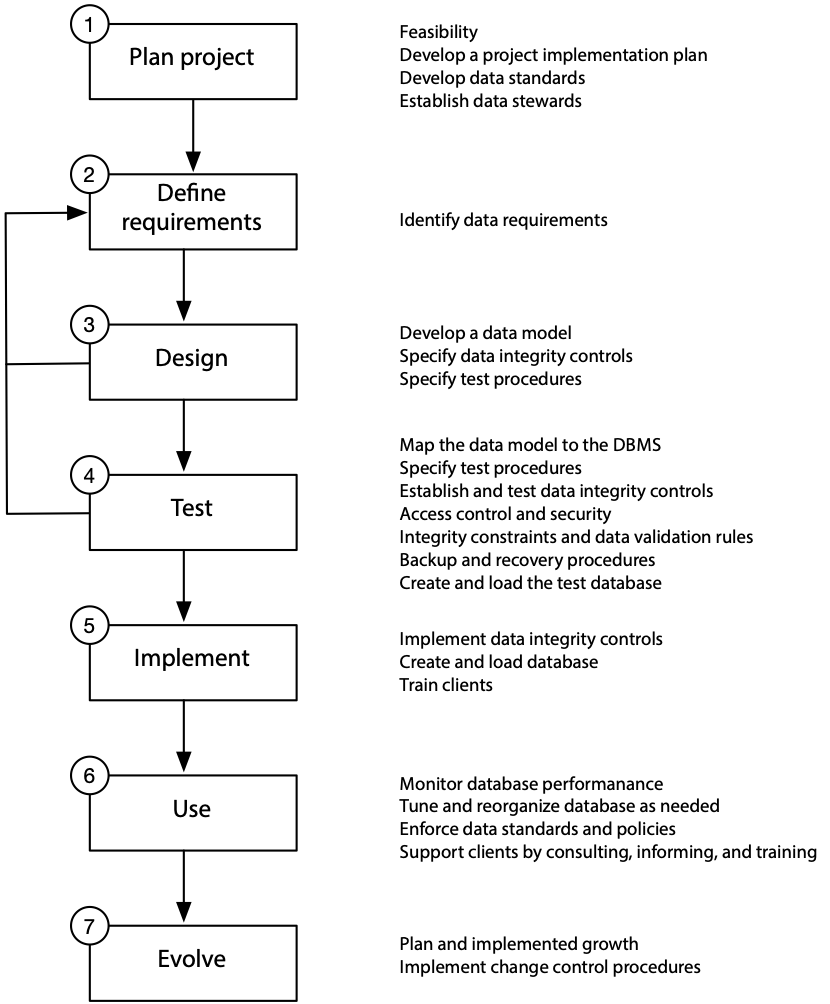 1
Plan project
Feasibility
Develop a project implementation plan
Develop data standards
Establish data stewards
2
Define
requirements
Identify data requirements
3
Design
Develop a data model
Specify data integrity controls
Specify test procedures
4
Test
Map the data model to the DBMS
Specify test procedures
Establish and test data integrity controls
Access control and security
Integrity constraints and data validation rules
Backup and recovery procedures
Create and load the test database
5
Implement
Implement data integrity controls
Create and load database
Train clients
6
Use
Monitor database performanance
Tune and reorganize database as needed
Enforce data standards and policies
Support clients by consulting, informing, and training
7
Evolve
Plan and implemented growth
Implement change control procedures